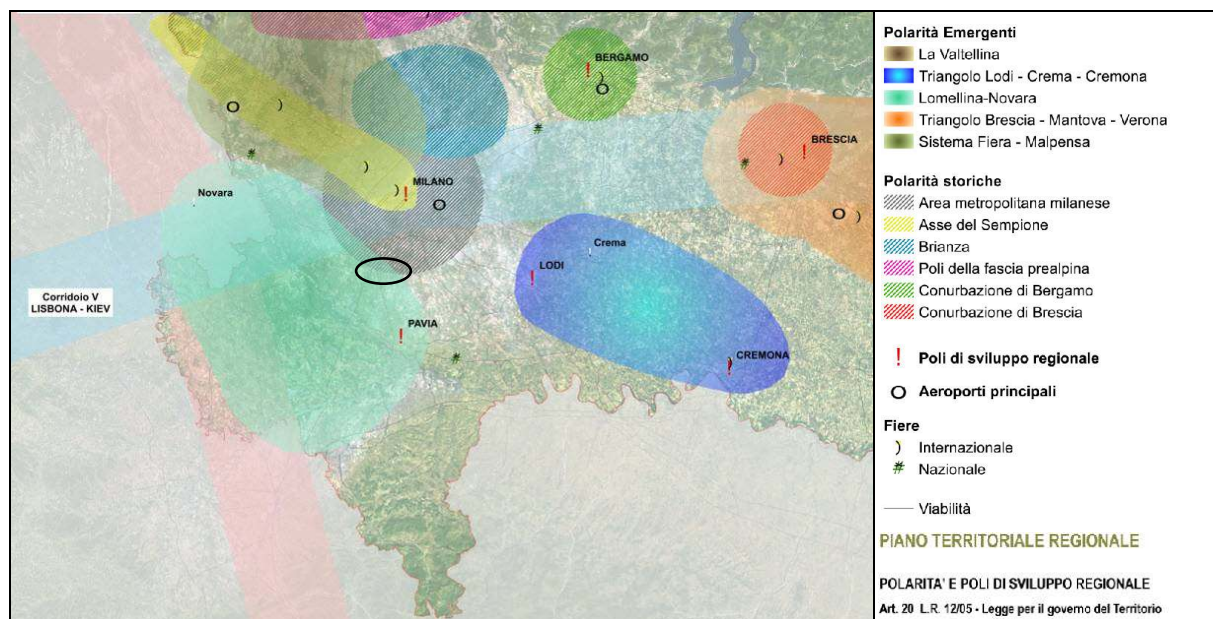 BERGAMO
BRESCIA
MILANO
Novara
Crema
LODI
Corridoio V
LISBONA - KIEV
PAVIA
CREMONA
Polarità Emergenti
La Valtellina
Triangolo Lodi - Crema - Cremona
Lomellina-Novara
Triangolo Brescia - Mantova - Verona
Sistema Fiera - Malpensa
Polarità storiche
Area metropolitana milanese
Asse del Sempione
Brianza
Poli della fascia prealpina
Conurbazione di Bergamo
Conurbazione di Brescia
Poli di sviluppo regionale
Aeroporti principali
Fiere
Internazionale
Nazionale
Viabilità
PIANO TERRITORIALE REGIONALE
POLARITA' E POLI DI SVILUPPO REGIONALE
Art. 20 L.R. 12/05 - Legge per il governo del Territorio